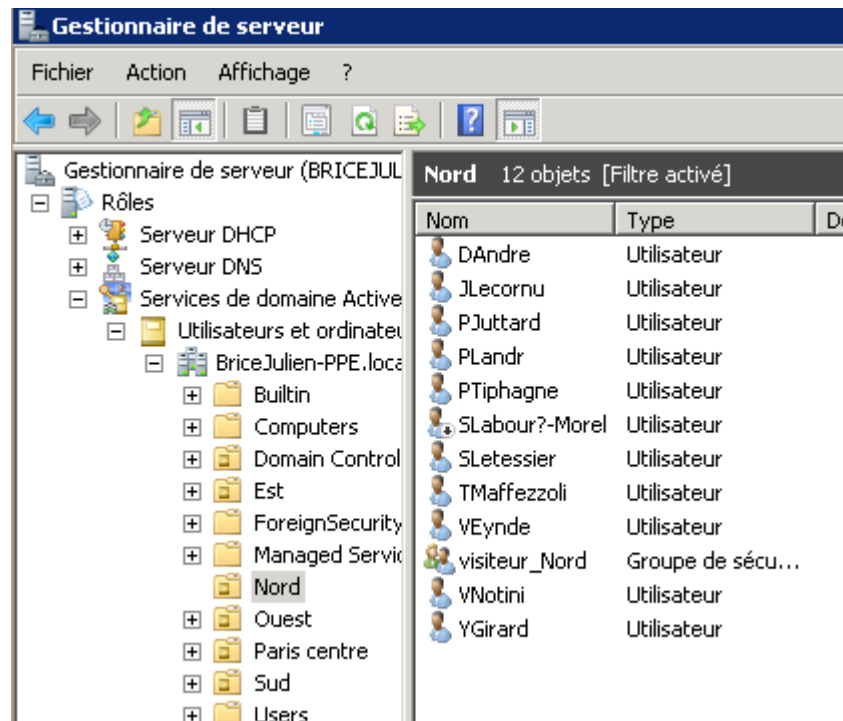 Gestionnaire de serveur
Fichier Action Affichage ?
Gestionnaire de serveur (BRICEJUL
Rôles
Serveur DHCP
Serveur DNS
Services de domaine Active
Utilisateurs et ordinateu
BriceJulien-PPE.loca
Builtin
Computers
Domain Control
Est
ForeignSecurity
Managed Servic
Nord
Ouest
Paris centre
Sud
Users
Nord 12 objets [Filtre activé]
Nom Type De
DAndre Utilisateur
JLecornu Utilisateur
PJuttard Utilisateur
PLandr Utilisateur
PTiphagne Utilisateur
SLabour?-Morel Utilisateur
SLetessier Utilisateur
TMaffezzoli Utilisateur
VEynde Utilisateur
visiteur_Nord Groupe de sécu...
VNotini Utilisateur
YGirard Utilisateur